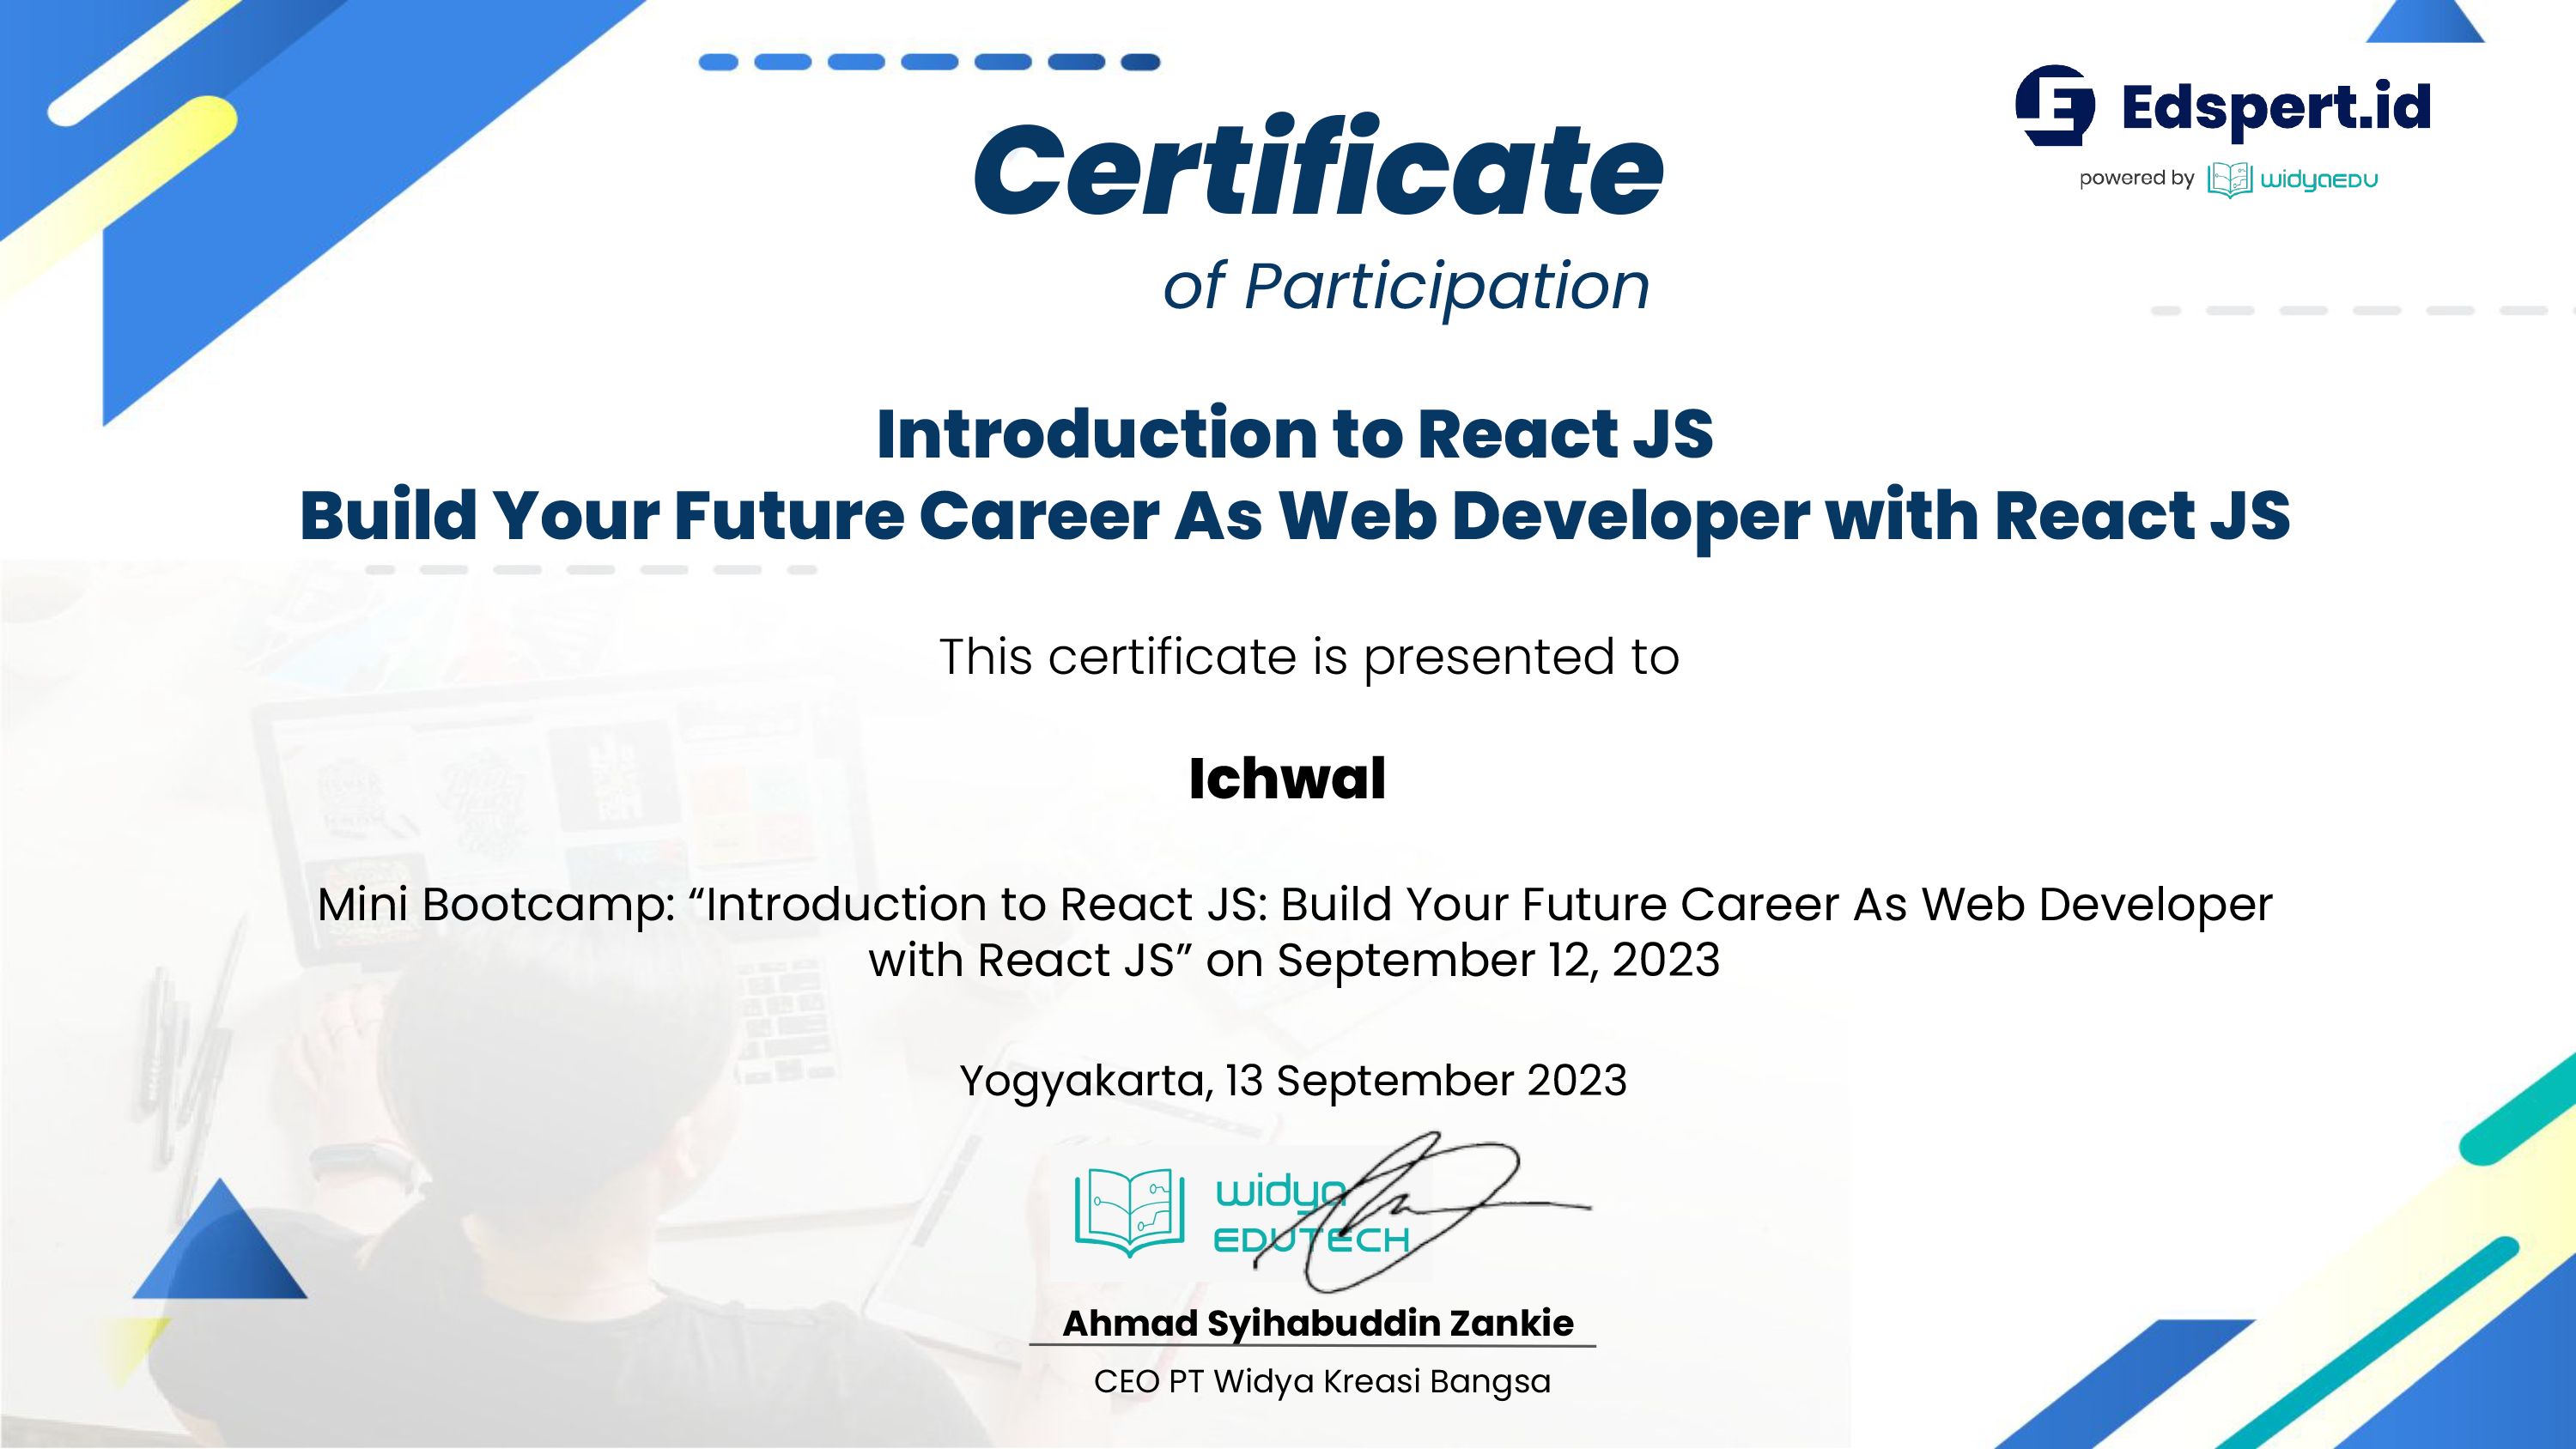 Edspert.id
powered by widyaEDU
Certificate
of Participation
Introduction to React JS
Build Your Future Career As Web Developer with React JS
This certificate is presented to
Ichwal
Mini Bootcamp: “Introduction to React JS: Build Your Future Career As Web Developer
with React JS” on September 12, 2023
Yogyakarta, 13 September 2023
widya
EDUTECH
Ahmad Syihabuddin Zankie
CEO PT Widya Kreasi Bangsa